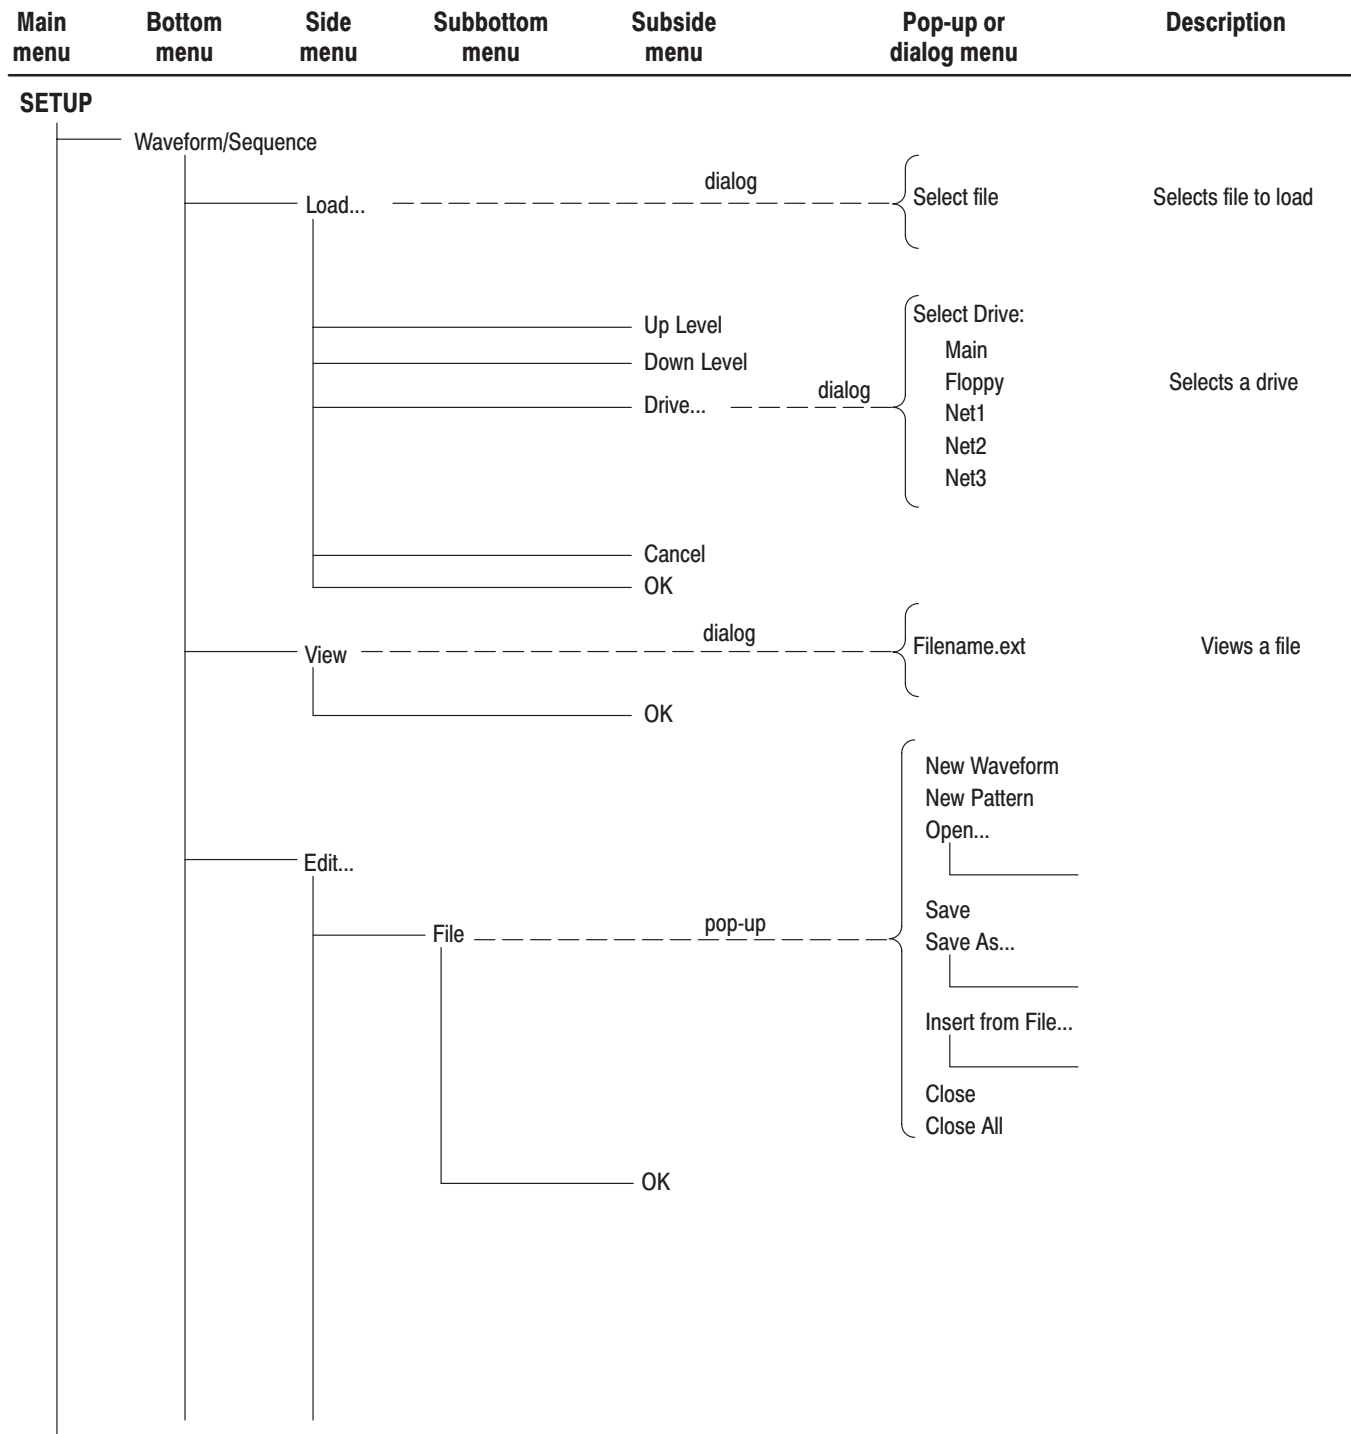 Main menu
Bottom menu
Side menu
Subbottom menu
Subside menu
Pop-up or dialog menu
Description
SETUP
Waveform/Sequence
Load...
dialog
Select file
Selects file to load
Up Level
Down Level
Drive...
dialog
Select Drive:
Main
Floppy
Net1
Net2
Net3
Selects a drive
Cancel
OK
View
dialog
Filename.ext
Views a file
OK
Edit...
File
pop-up
New Waveform
New Pattern
Open...
Save
Save As...
Insert from File...
Close
Close All
OK